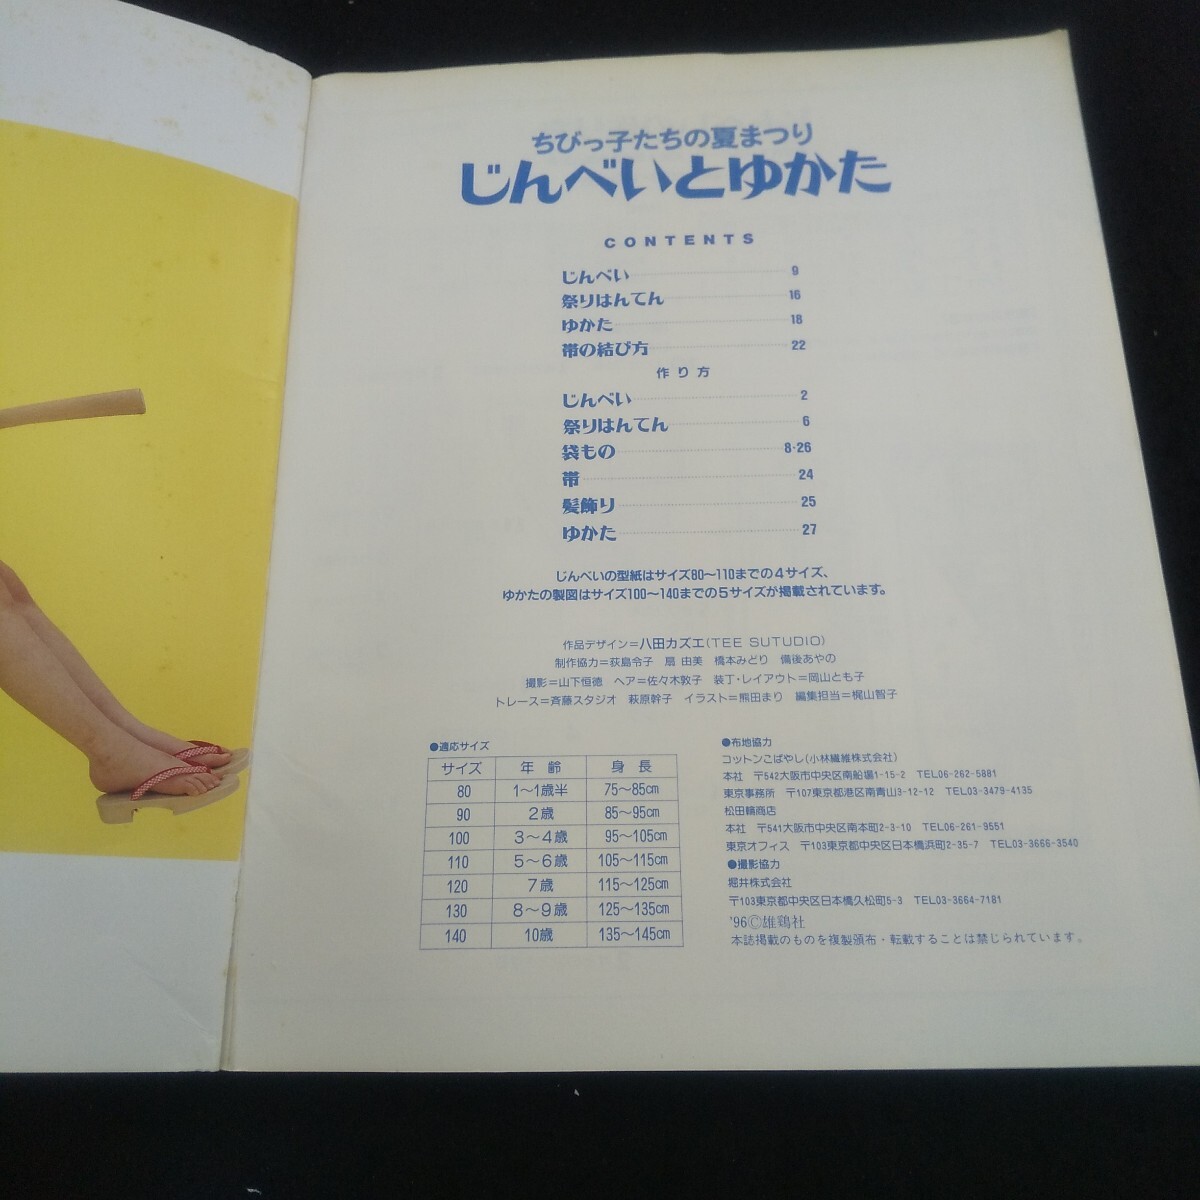 ちびっ子たちの夏まつり
じんべいとゆかた
CONTENTS
じんべい 9
祭りはんてん 16
ゆかた 18
帯の結び方 22
作り方
じんべい 2
祭りはんてん 6
袋もの 8・26
帯 24
髪飾り 25
ゆかた 27
じんべいの型紙はサイズ80〜110までの4サイズ、
ゆかたの製図はサイズ100〜140までの5サイズが掲載されています。
作品デザイン＝八田カズエ(TEE SUTUDIO)
制作協力＝荻島令子 扇 由美 橋本みどり 備後あやの
撮影＝山下恒徳 ヘア＝佐々木敦子 装丁・レイアウト＝岡山とも子
トレース＝斉藤スタジオ 萩原幹子 イラスト＝熊田まり 編集担当＝梶山智子
●適応サイズ
サイズ 年齢 身長
80 1〜1歳半 75〜85cm
90 2歳 85〜95cm
100 3〜4歳 95〜105cm
110 5〜6歳 105〜115cm
120 7歳 115〜125cm
130 8〜9歳 125〜135cm
140 10歳 135〜145cm
●布地協力
コットンこばやし(小林繊維株式会社)
本社 〒542大阪市中央区南船場1-15-2 TEL06-262-5881
東京事務所 〒107東京都港区南青山3-12-12 TEL03-3479-4135
松田轎商店
本社 〒541大阪市中央区南本町2-3-10 TEL06-261-9551
東京オフィス 〒103東京都中央区日本橋浜町2-35-7 TEL03-3666-3540
●撮影協力
堀井株式会社
〒103東京都中央区日本橋久松町5-3 TEL03-3664-7181
'96©雄鶏社
本誌掲載のものを複製頒布・転載することは禁じられています。